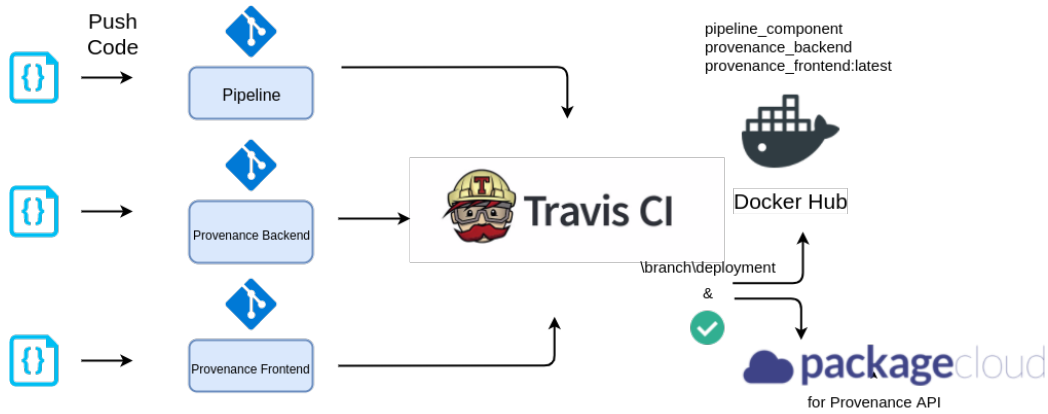 Push
Code
pipeline_component
provenance_backend
provenance_frontend:latest
Pipeline
Provenance Backend
T
Travis CI
Docker Hub
\branch\deployment
&
Provenance Frontend
packagecloud
for Provenance API